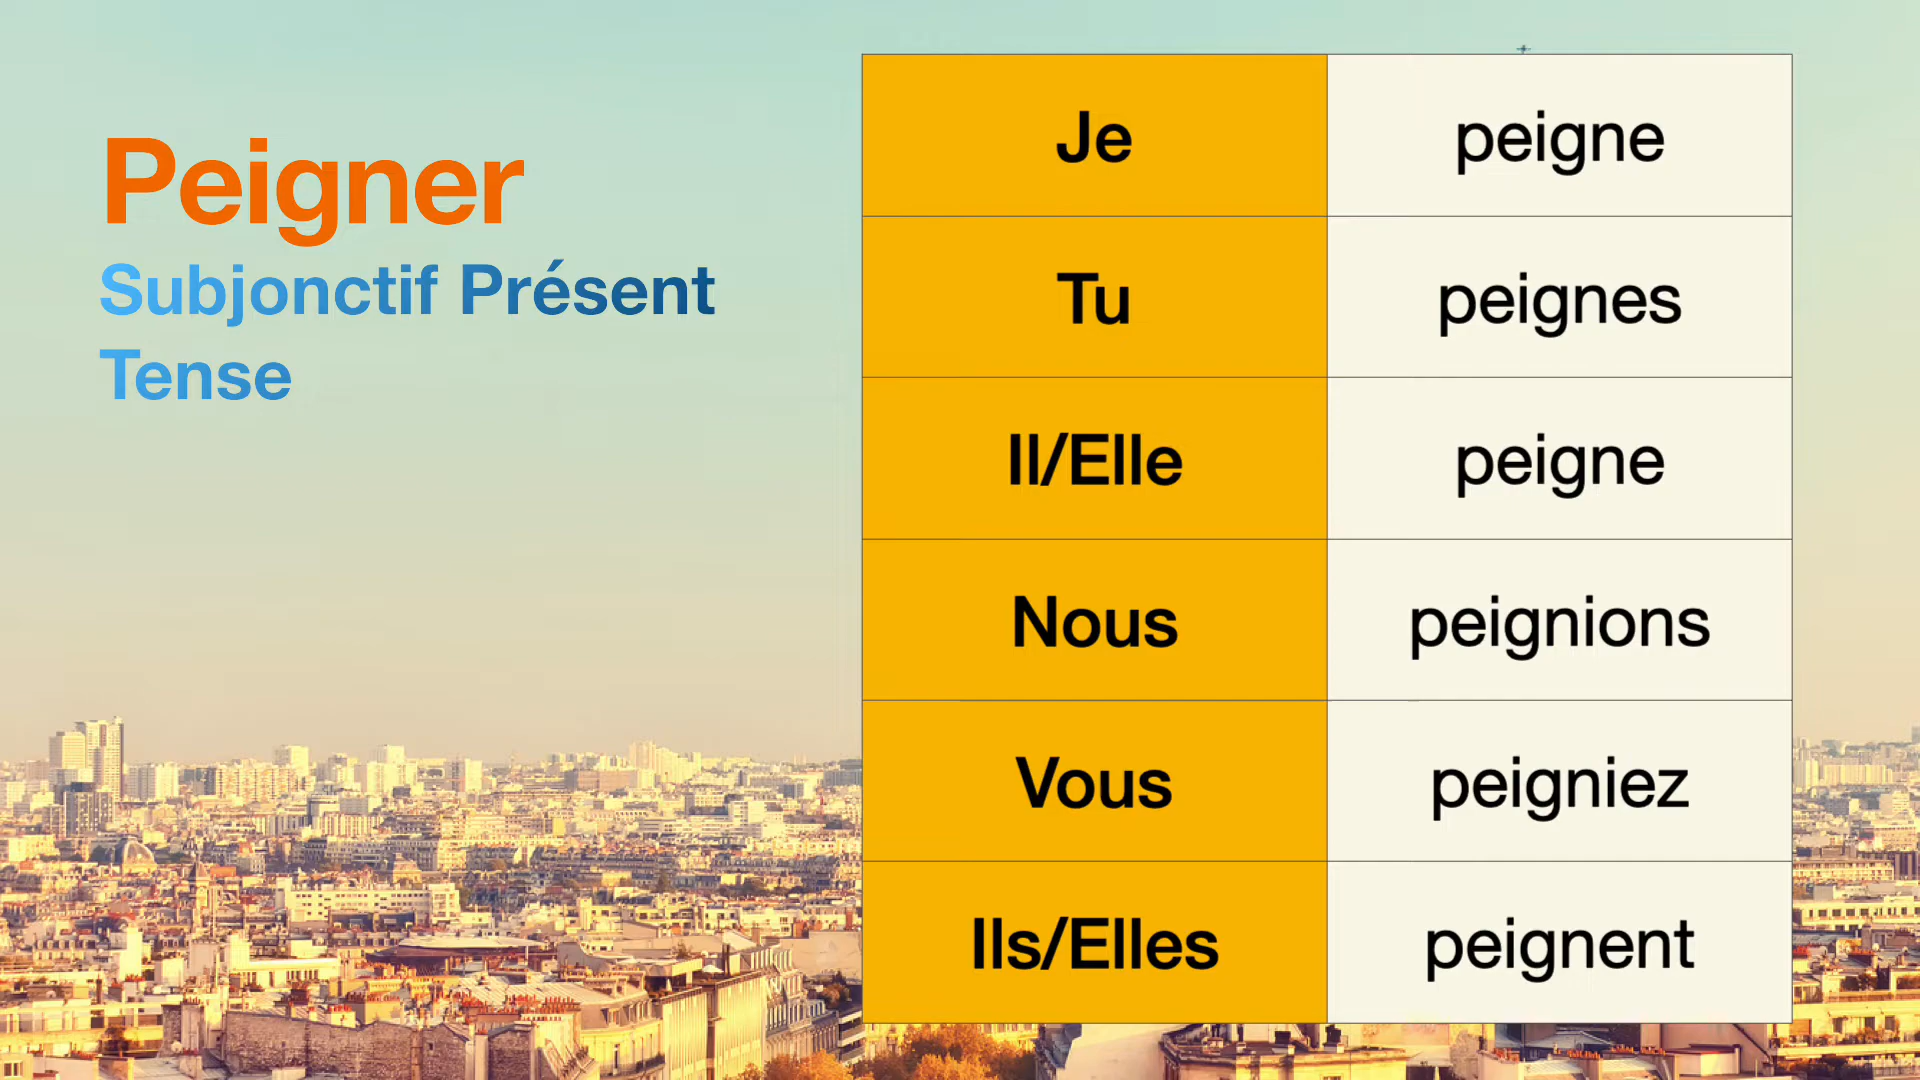 Peigner
Subjonctif Présent
Tense
Je peigne
Tu peignes
Il/Elle peigne
Nous peignions
Vous peigniez
Ils/Elles peignent